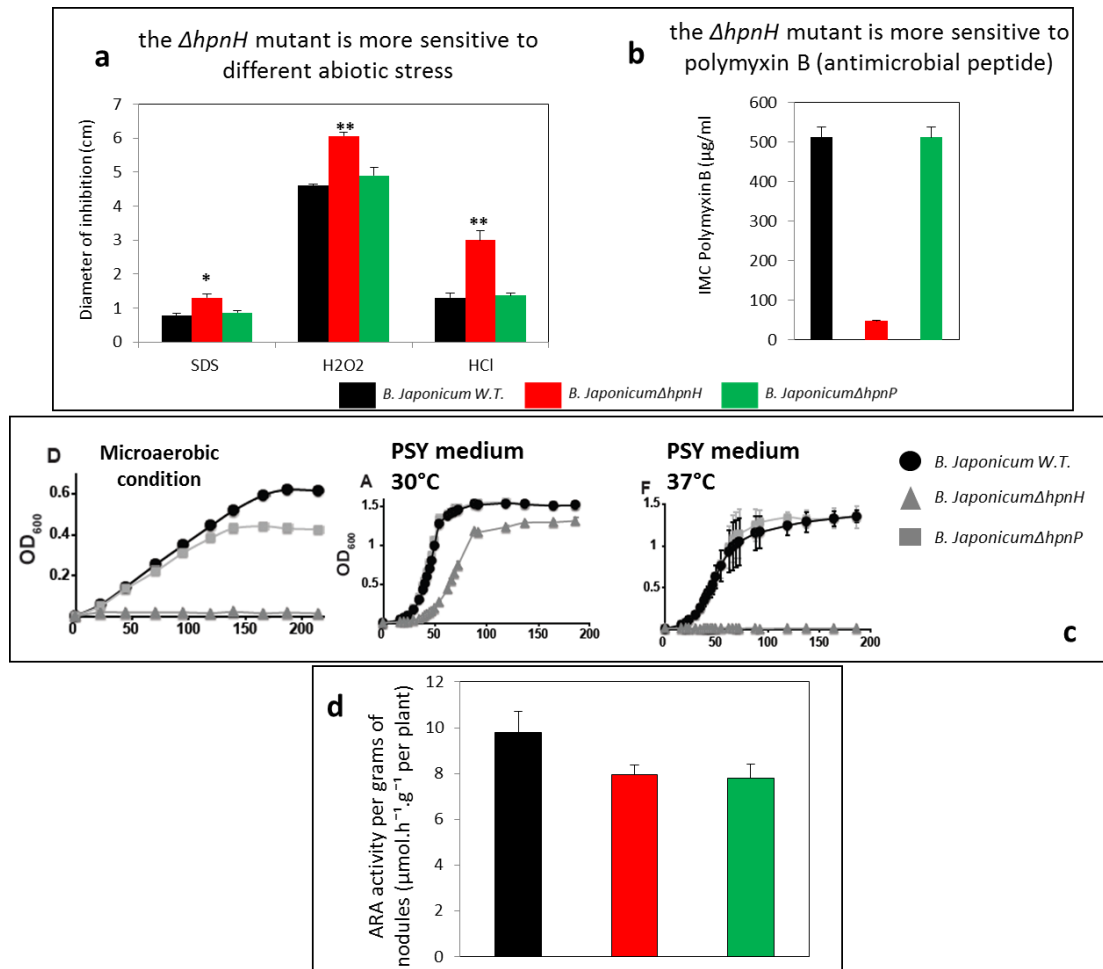 a
the ΔhpnH mutant is more sensitive to
different abiotic stress
Diameter of inhibition (cm)
7
6
5
4
3
2
1
0
*
**
**
SDS
H2O2
HCl
b
the ΔhpnH mutant is more sensitive to
polymyxin B (antimicrobial peptide)
IMC Polymyxin B (µg/ml
600
500
400
300
200
100
0
B. Japonicum W.T.
B. JaponicumΔhpnH
B. JaponicumΔhpnP
D
Microaerobic
condition
OD600
0.6
0.4
0.2
0
50
100
150
200
PSY medium
A
30°C
OD600
1.5
1
0.5
0
0
50
100
150
200
PSY medium
F
37°C
1.5
1
0.5
0
0
50
100
150
200
B. Japonicum W.T.
B. JaponicumΔhpnH
B. JaponicumΔhpnP
c
d
ARA activity per grams of
nodules (µmol.h⁻¹.g⁻¹ per plant)
12
10
8
6
4
2
0